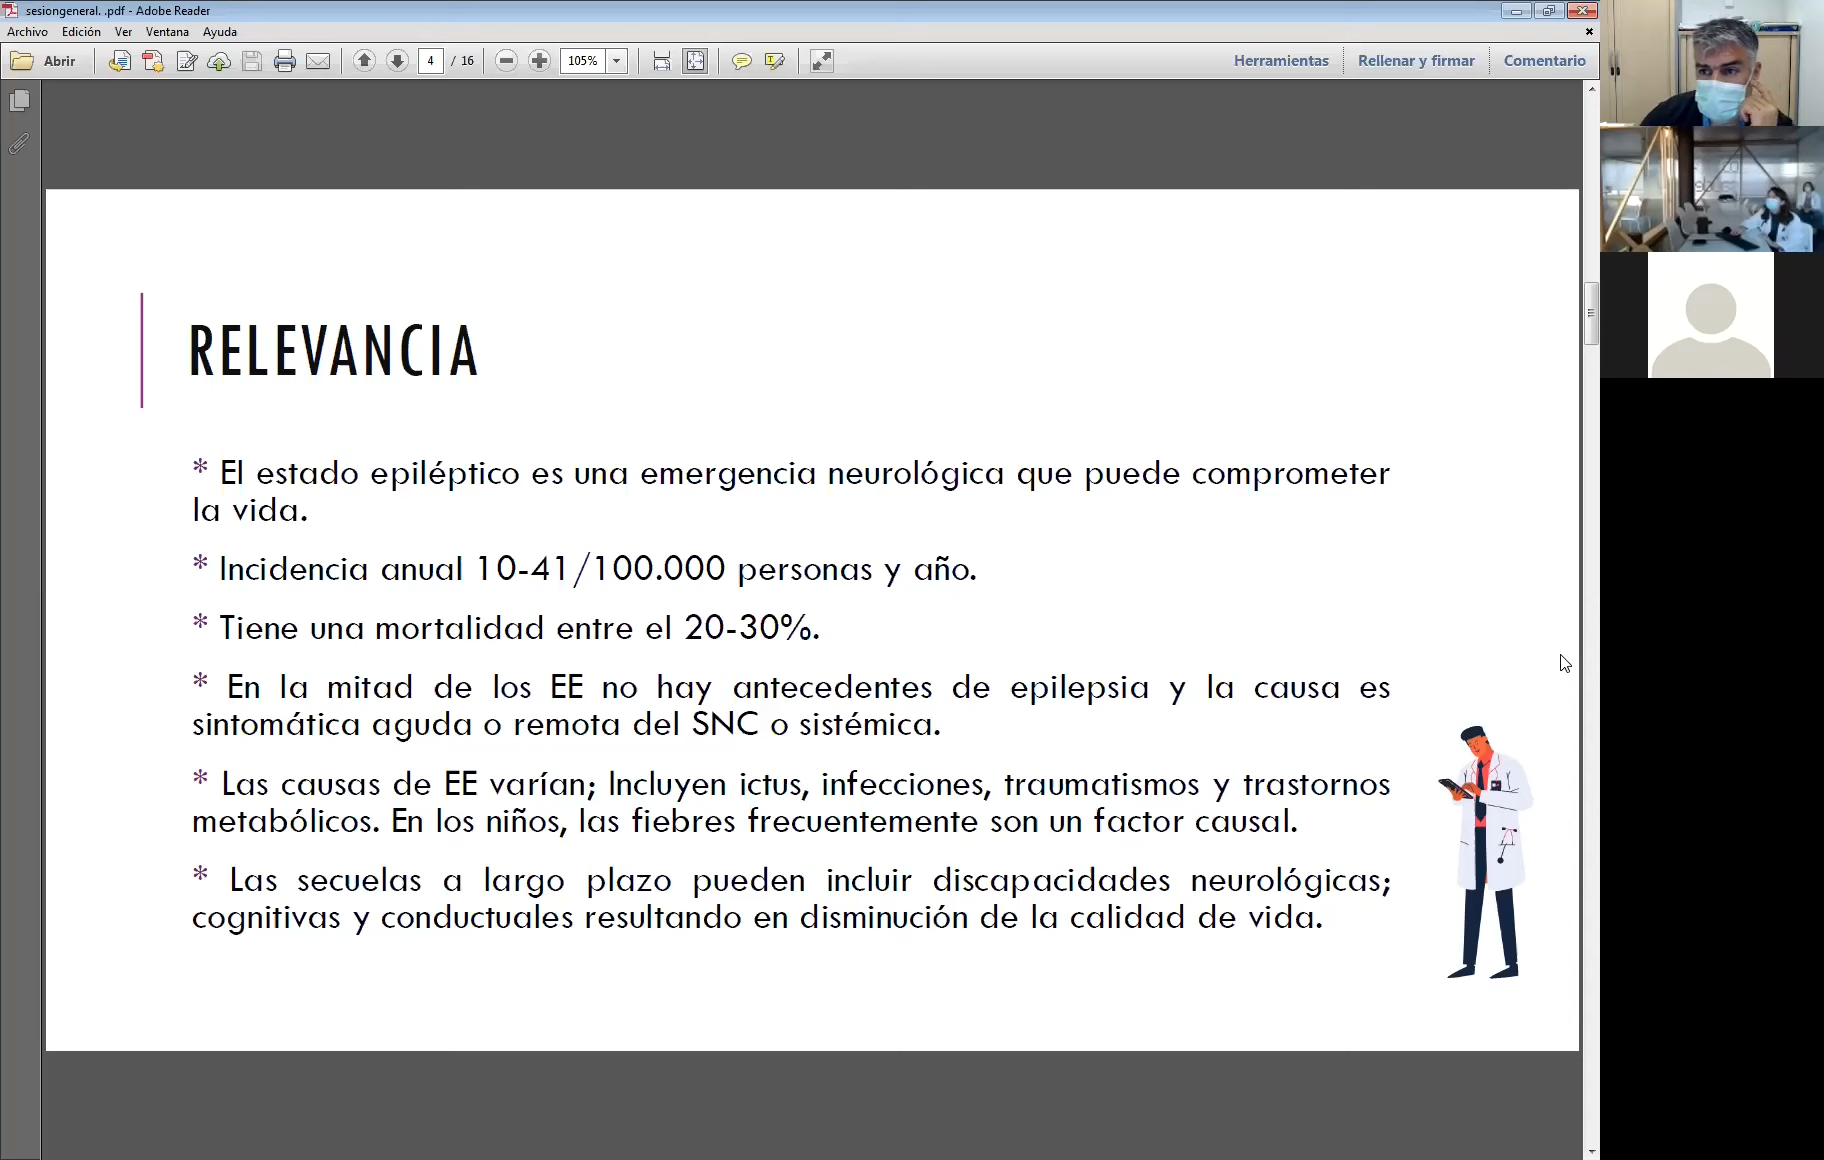 sesiongeneral. .pdf - Adobe Reader
Archivo Edición Ver Ventana Ayuda
Abrir 4 / 16 105% Herramientas Rellenar y firmar Comentario
RELEVANCIA
* El estado epiléptico es una emergencia neurológica que puede comprometer
la vida.
* Incidencia anual 10-41/100.000 personas y año.
* Tiene una mortalidad entre el 20-30%.
* En la mitad de los EE no hay antecedentes de epilepsia y la causa es
sintomática aguda o remota del SNC o sistémica.
* Las causas de EE varían; Incluyen ictus, infecciones, traumatismos y trastornos
metabólicos. En los niños, las fiebres frecuentemente son un factor causal.
* Las secuelas a largo plazo pueden incluir discapacidades neurológicas;
cognitivas y conductuales resultando en disminución de la calidad de vida.